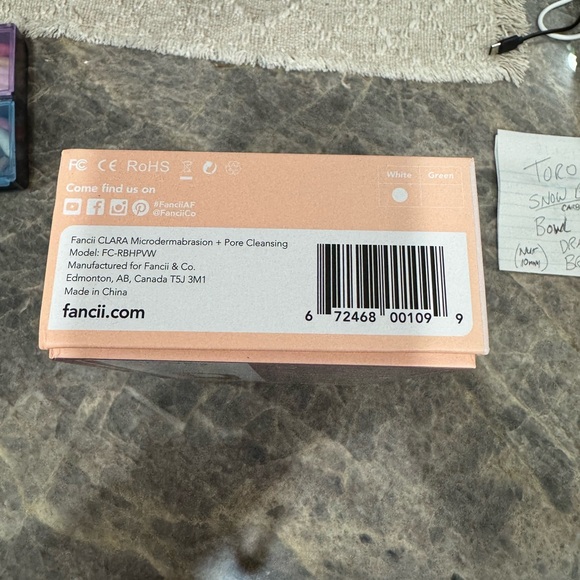 FC CE RoHS
White Green
Come find us on
#FanciiAF
@FanciiCo
Fancii CLARA Microdermabrasion + Pore Cleansing
Model: FC-RBHPVW
Manufactured for Fancii & Co.
Edmonton, AB, Canada T5J 3M1
Made in China
fancii.com
6 72468 00109 9
TORO
SNOW
Bowl